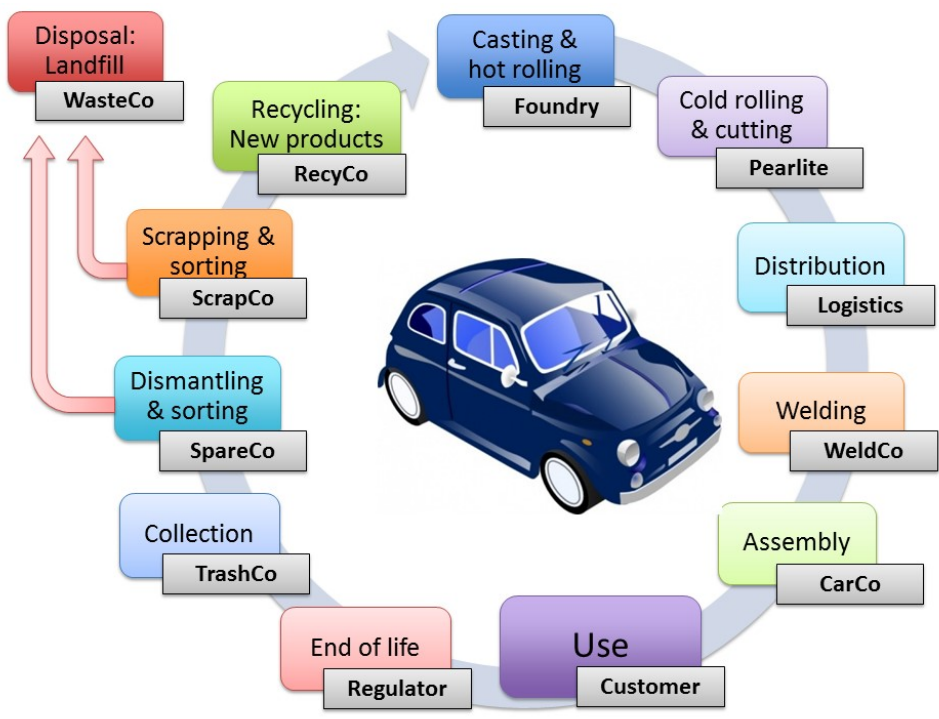 Disposal:
Landfill
WasteCo
Casting &
hot rolling
Foundry
Cold rolling
& cutting
Pearlite
Distribution
Logistics
Welding
WeldCo
Assembly
CarCo
Use
Customer
End of life
Regulator
Collection
TrashCo
Dismantling
& sorting
SpareCo
Scrapping &
sorting
ScrapCo
Recycling:
New products
RecyCo